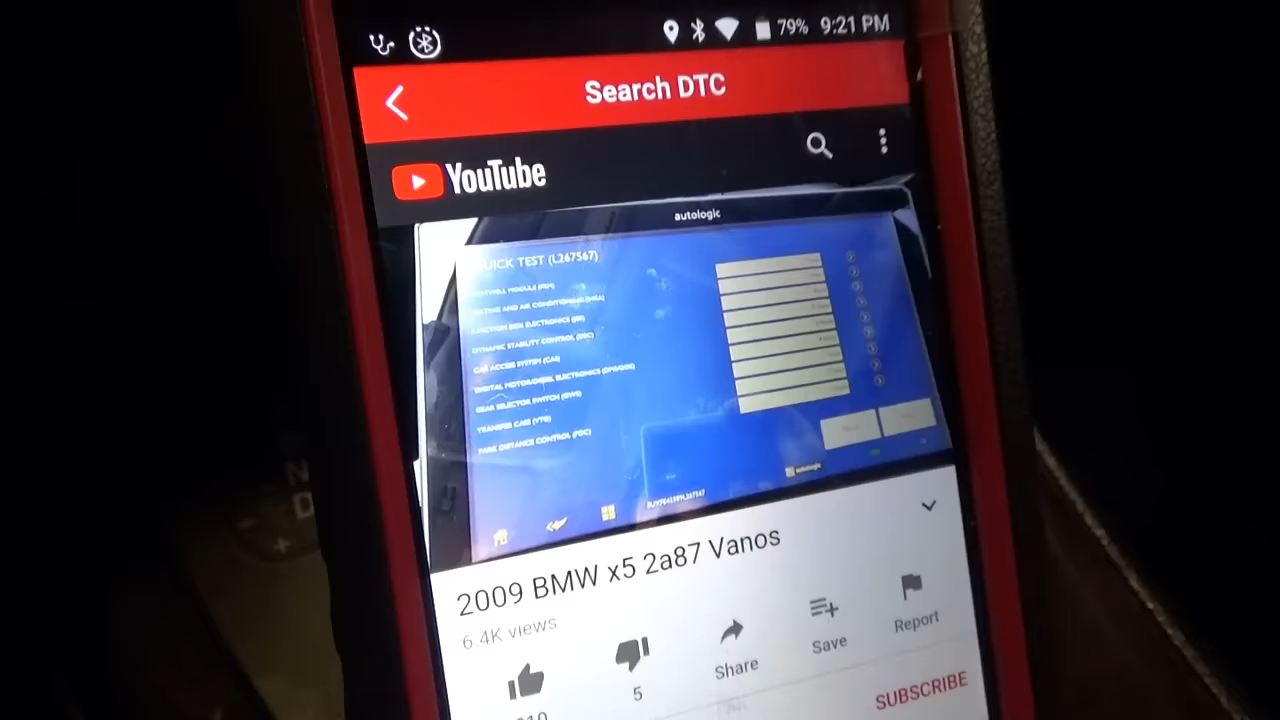 79% 9:21 PM
Search DTC
YouTube
autologic
QUICK TEST (L267567)
HEATING AND AIR CONDITIONING (IHKA)
JUNCTION BOX ELECTRONICS (JB)
DYNAMIC STABILITY CONTROL (DSC)
CAR ACCESS SYSTEM (CAS)
DIGITAL MOTOR/DIESEL ELECTRONICS (DME/DDE)
GEAR SELECTOR SWITCH (GWS)
TRANSFER CASE (VTG)
PARK DISTANCE CONTROL (PDC)
autologic
2009 BMW x5 2a87 Vanos
6.4K views
5
Share
Save
Report
SUBSCRIBE
N
D
+